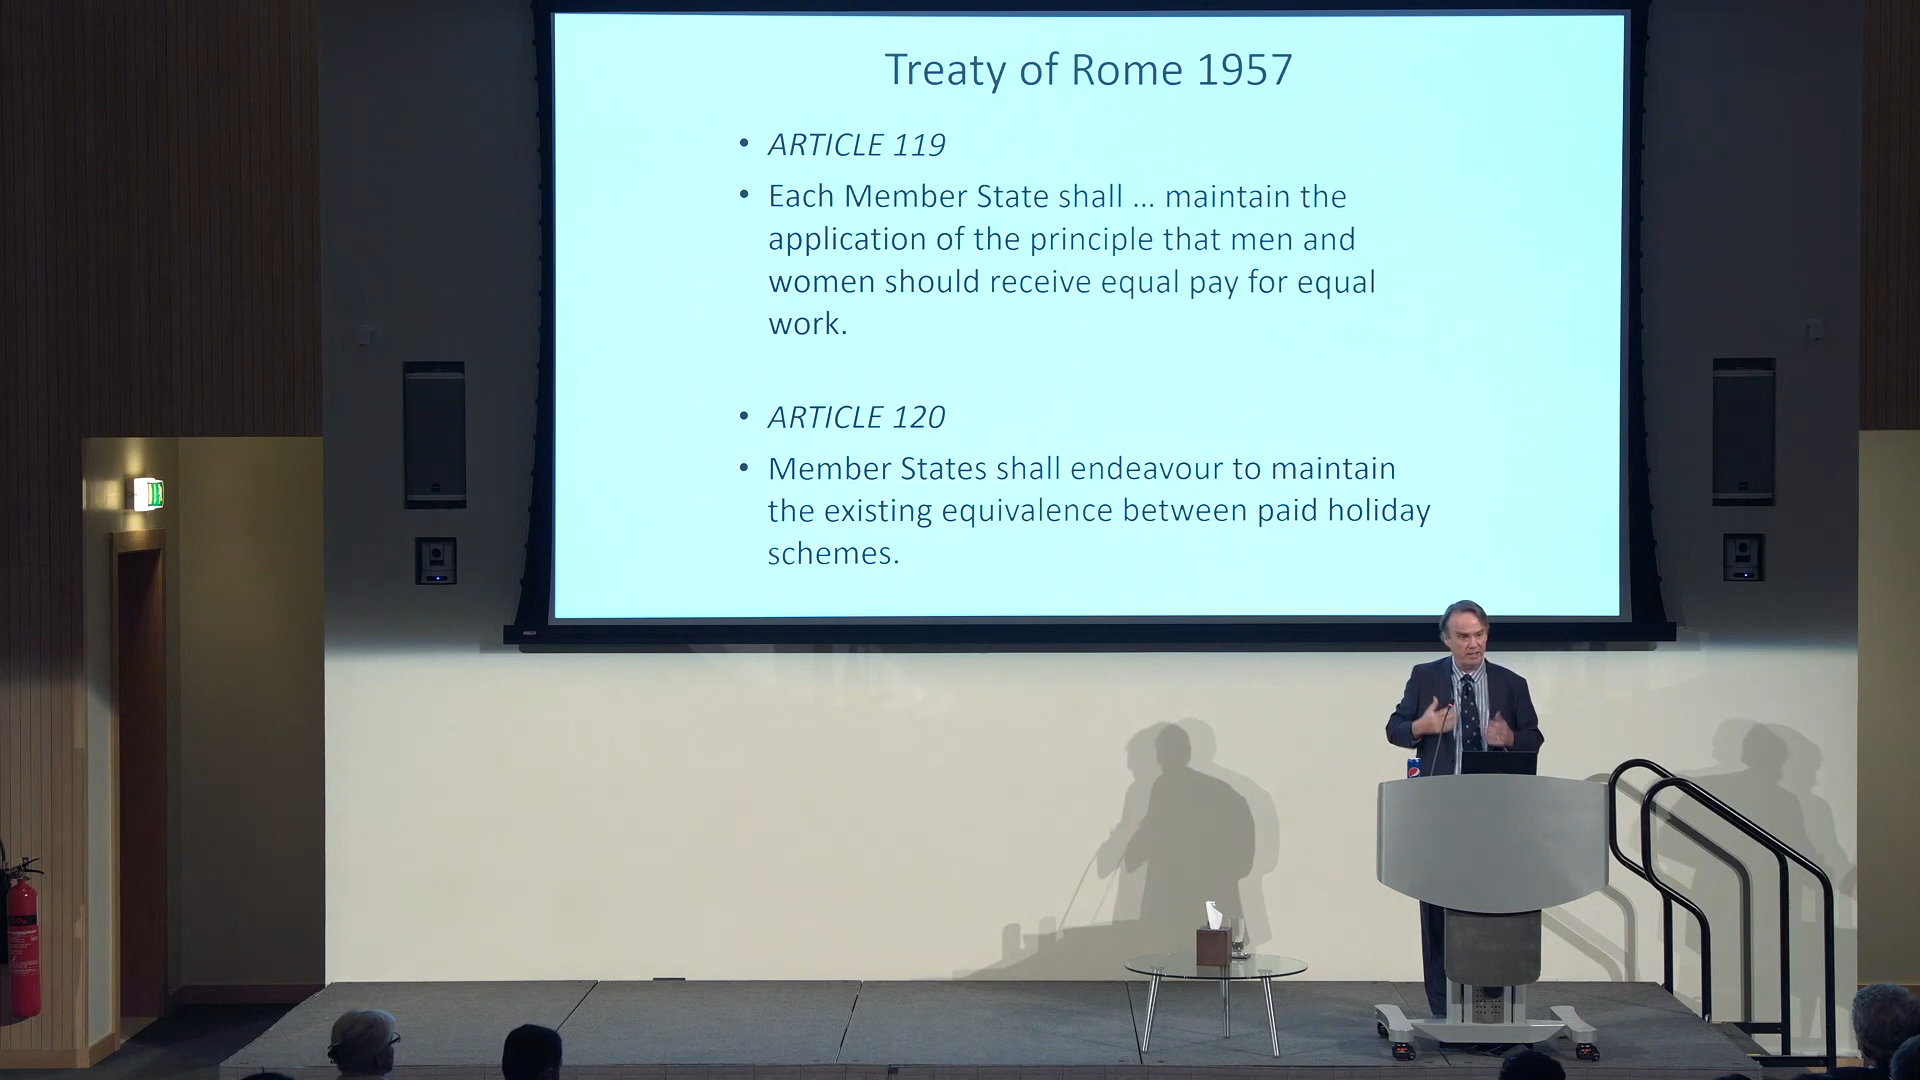 Treaty of Rome 1957
• ARTICLE 119
• Each Member State shall ... maintain the
application of the principle that men and
women should receive equal pay for equal
work.
• ARTICLE 120
• Member States shall endeavour to maintain
the existing equivalence between paid holiday
schemes.